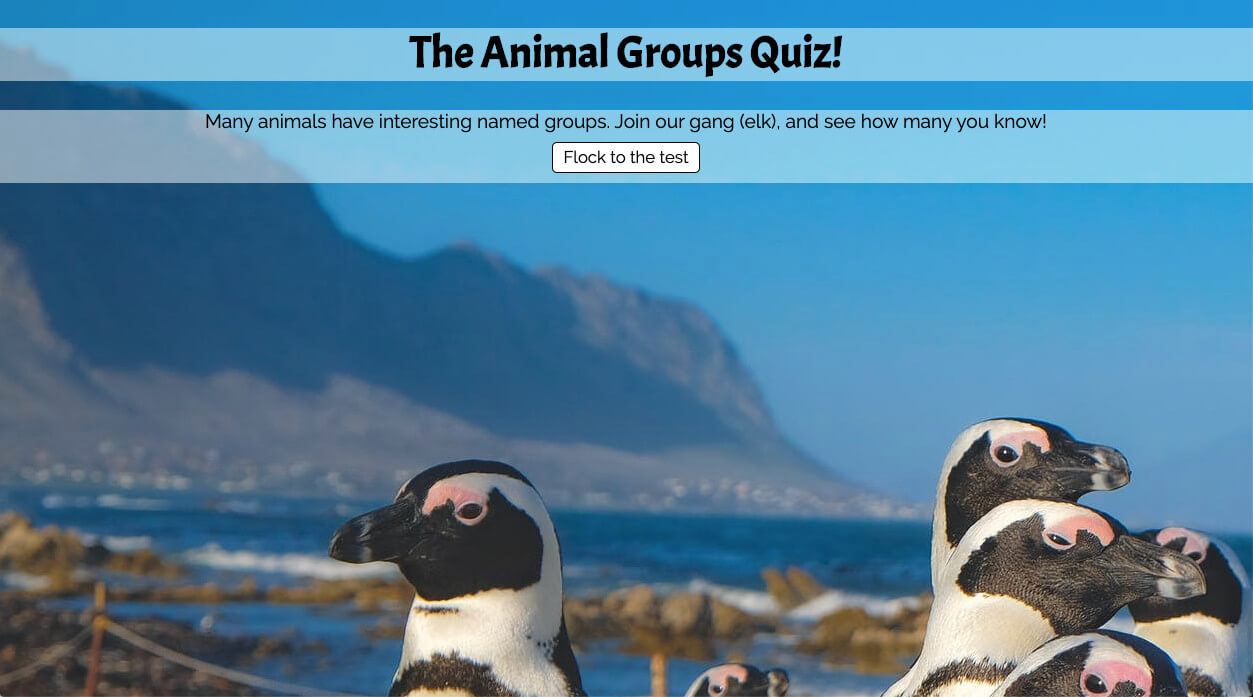 The Animal Groups Quiz!
Many animals have interesting named groups. Join our gang (elk), and see how many you know!
Flock to the test